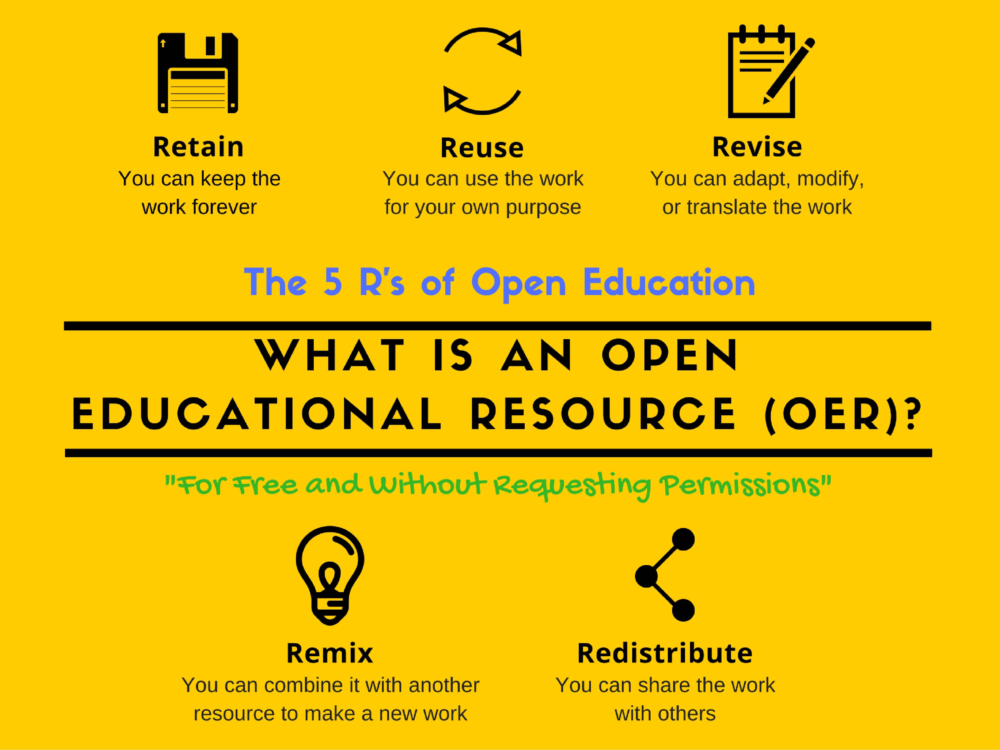 Retain
You can keep the
work forever
Reuse
You can use the work
for your own purpose
Revise
You can adapt, modify,
or translate the work
The 5 R's of Open Education
WHAT IS AN OPEN
EDUCATIONAL RESOURCE (OER)?
"For Free and Without Requesting Permissions"
Remix
You can combine it with another
resource to make a new work
Redistribute
You can share the work
with others